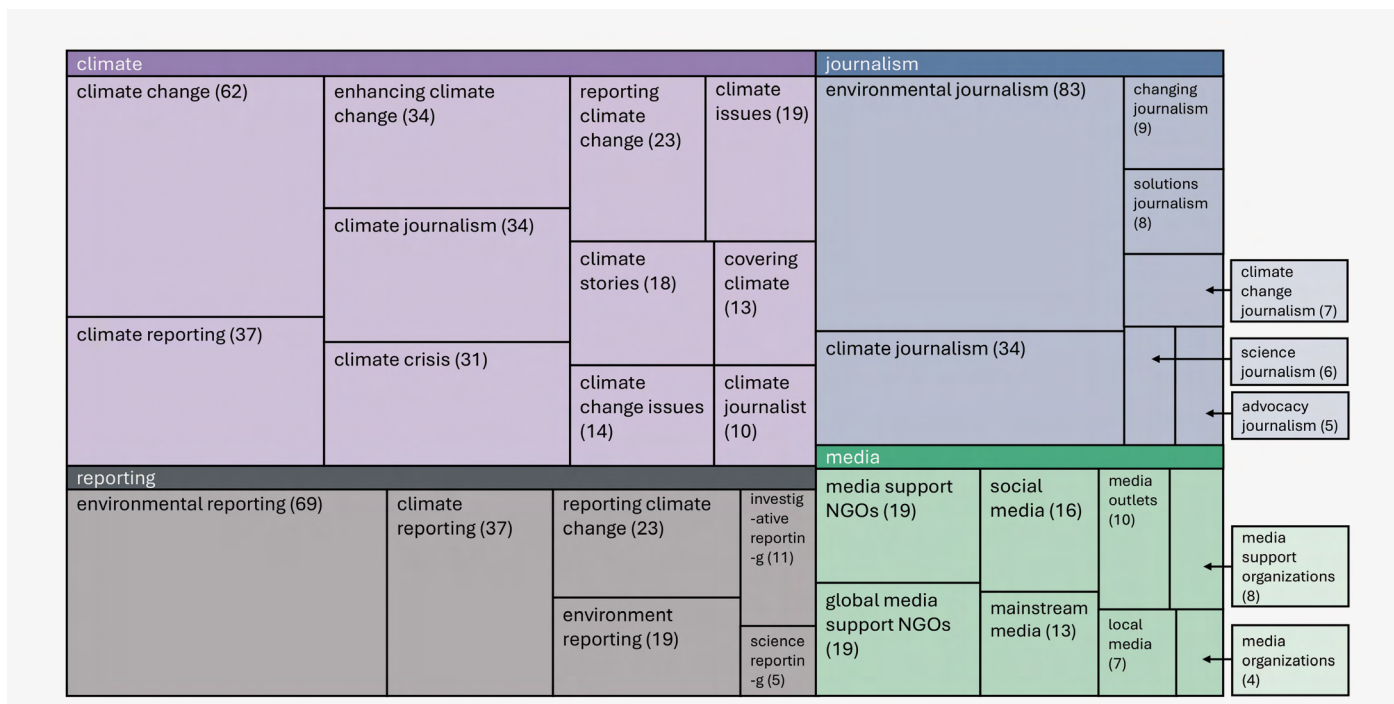 climate
climate change (62)
climate reporting (37)
enhancing climate
change (34)
climate journalism (34)
climate crisis (31)
reporting
climate
change (23)
climate
issues (19)
climate
stories (18)
covering
climate
(13)
climate
change issues
(14)
climate
journalist
(10)
journalism
environmental journalism (83)
climate journalism (34)
changing
journalism
(9)
solutions
journalism
(8)
climate
change
journalism (7)
science
journalism (6)
advocacy
journalism (5)
reporting
environmental reporting (69)
climate
reporting (37)
reporting climate
change (23)
environment
reporting (19)
investig
-ative
reportin
-g (11)
science
reportin
-g (5)
media
media support
NGOs (19)
global media
support NGOs
(19)
social
media (16)
mainstream
media (13)
media
outlets
(10)
local
media
(7)
media
support
organizations
(8)
media
organizations
(4)